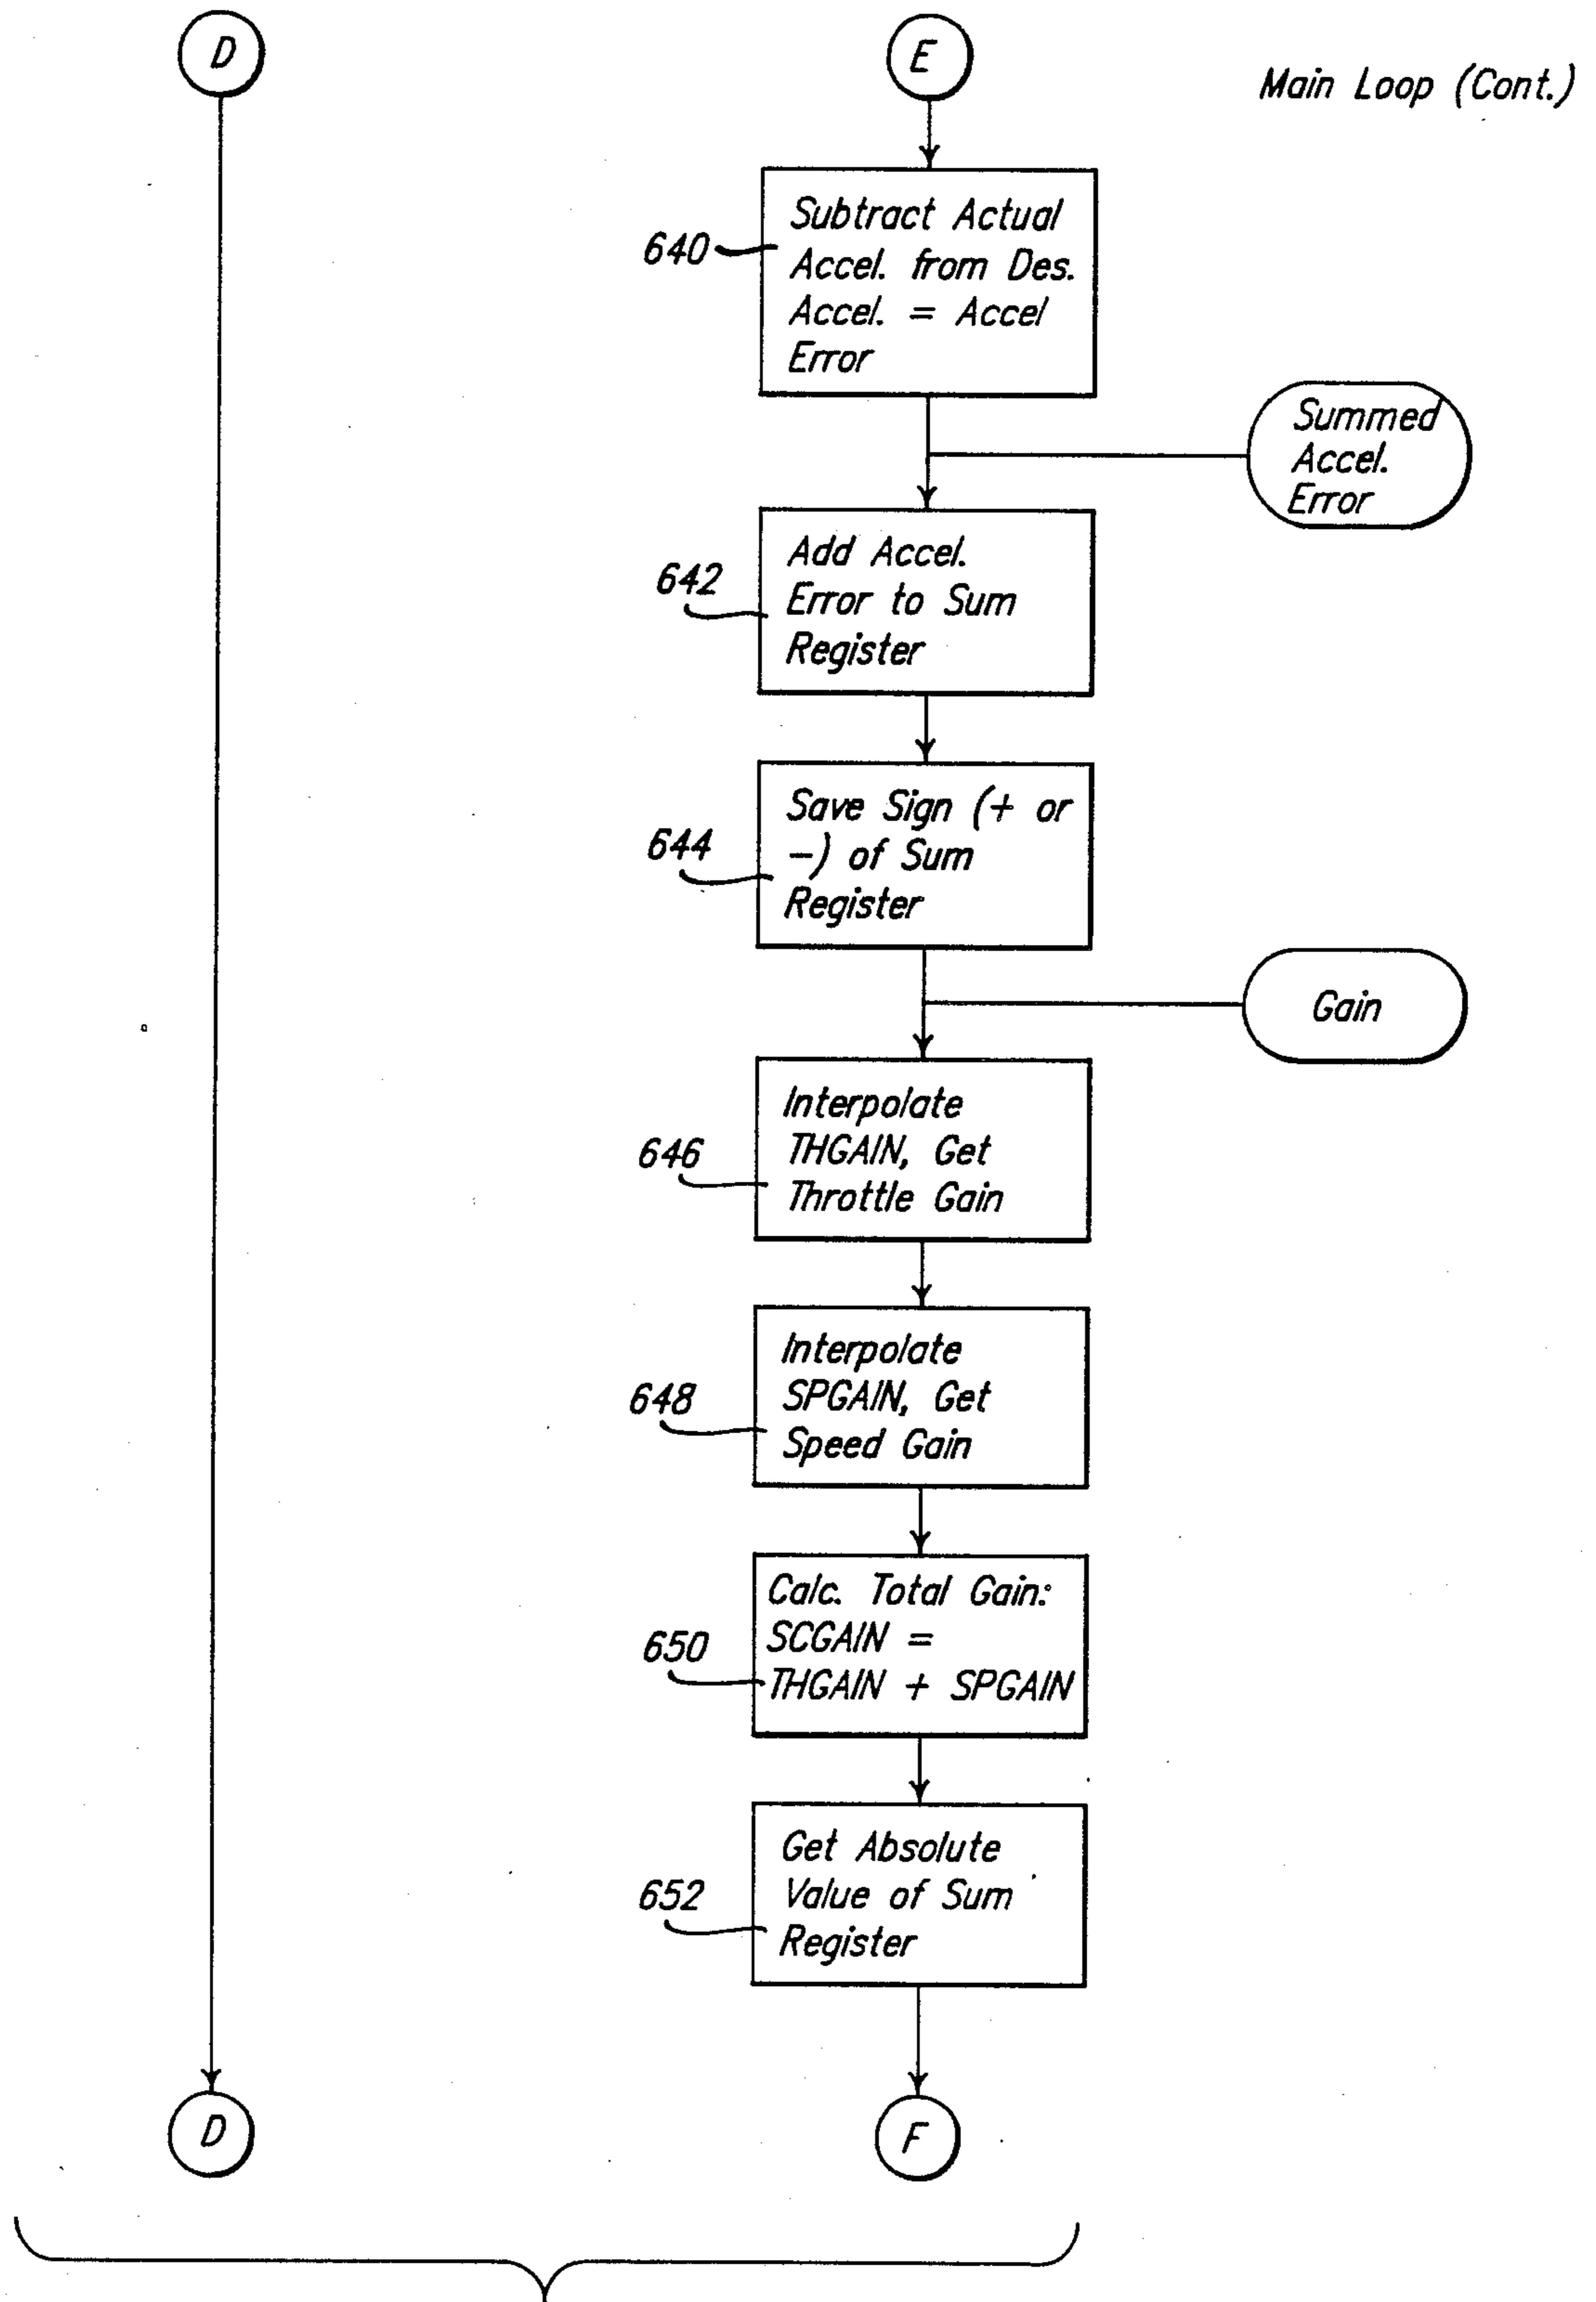 D
E
Main Loop (Cont.)
640
Subtract Actual
Accel. from Des.
Accel. = Accel
Error
Summed
Accel.
Error
642
Add Accel.
Error to Sum
Register
644
Save Sign (+ or
–) of Sum
Register
Gain
646
Interpolate
THGAIN, Get
Throttle Gain
648
Interpolate
SPGAIN, Get
Speed Gain
650
Calc. Total Gain:
SCGAIN =
THGAIN + SPGAIN
652
Get Absolute
Value of Sum
Register
D
F